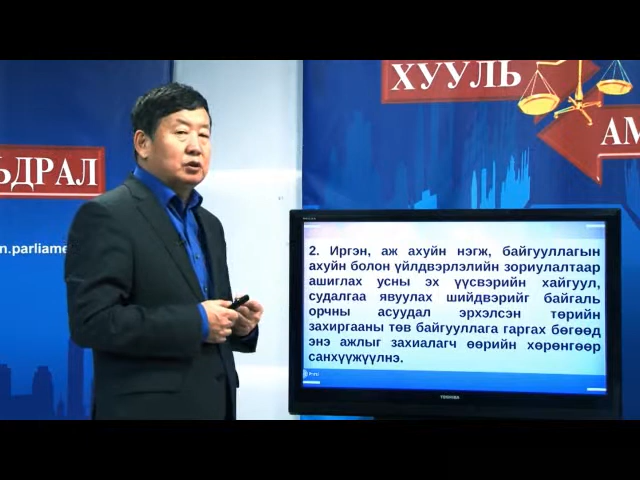 ХУУЛЬ
АМ
ЬДРАЛ
n.parliame
2. Иргэн, аж ахуйн нэгж, байгууллагын
ахуйн болон үйлдвэрлэлийн зориулалтаар
ашиглах усны эх үүсвэрийн хайгуул,
судалгаа явуулах шийдвэрийг байгаль
орчны асуудал эрхэлсэн төрийн
захиргааны төв байгууллага гаргах бөгөөд
энэ ажлыг захиалагч өөрийн хөрөнгөөр
санхүүжүүлнэ.
TOSHIBA